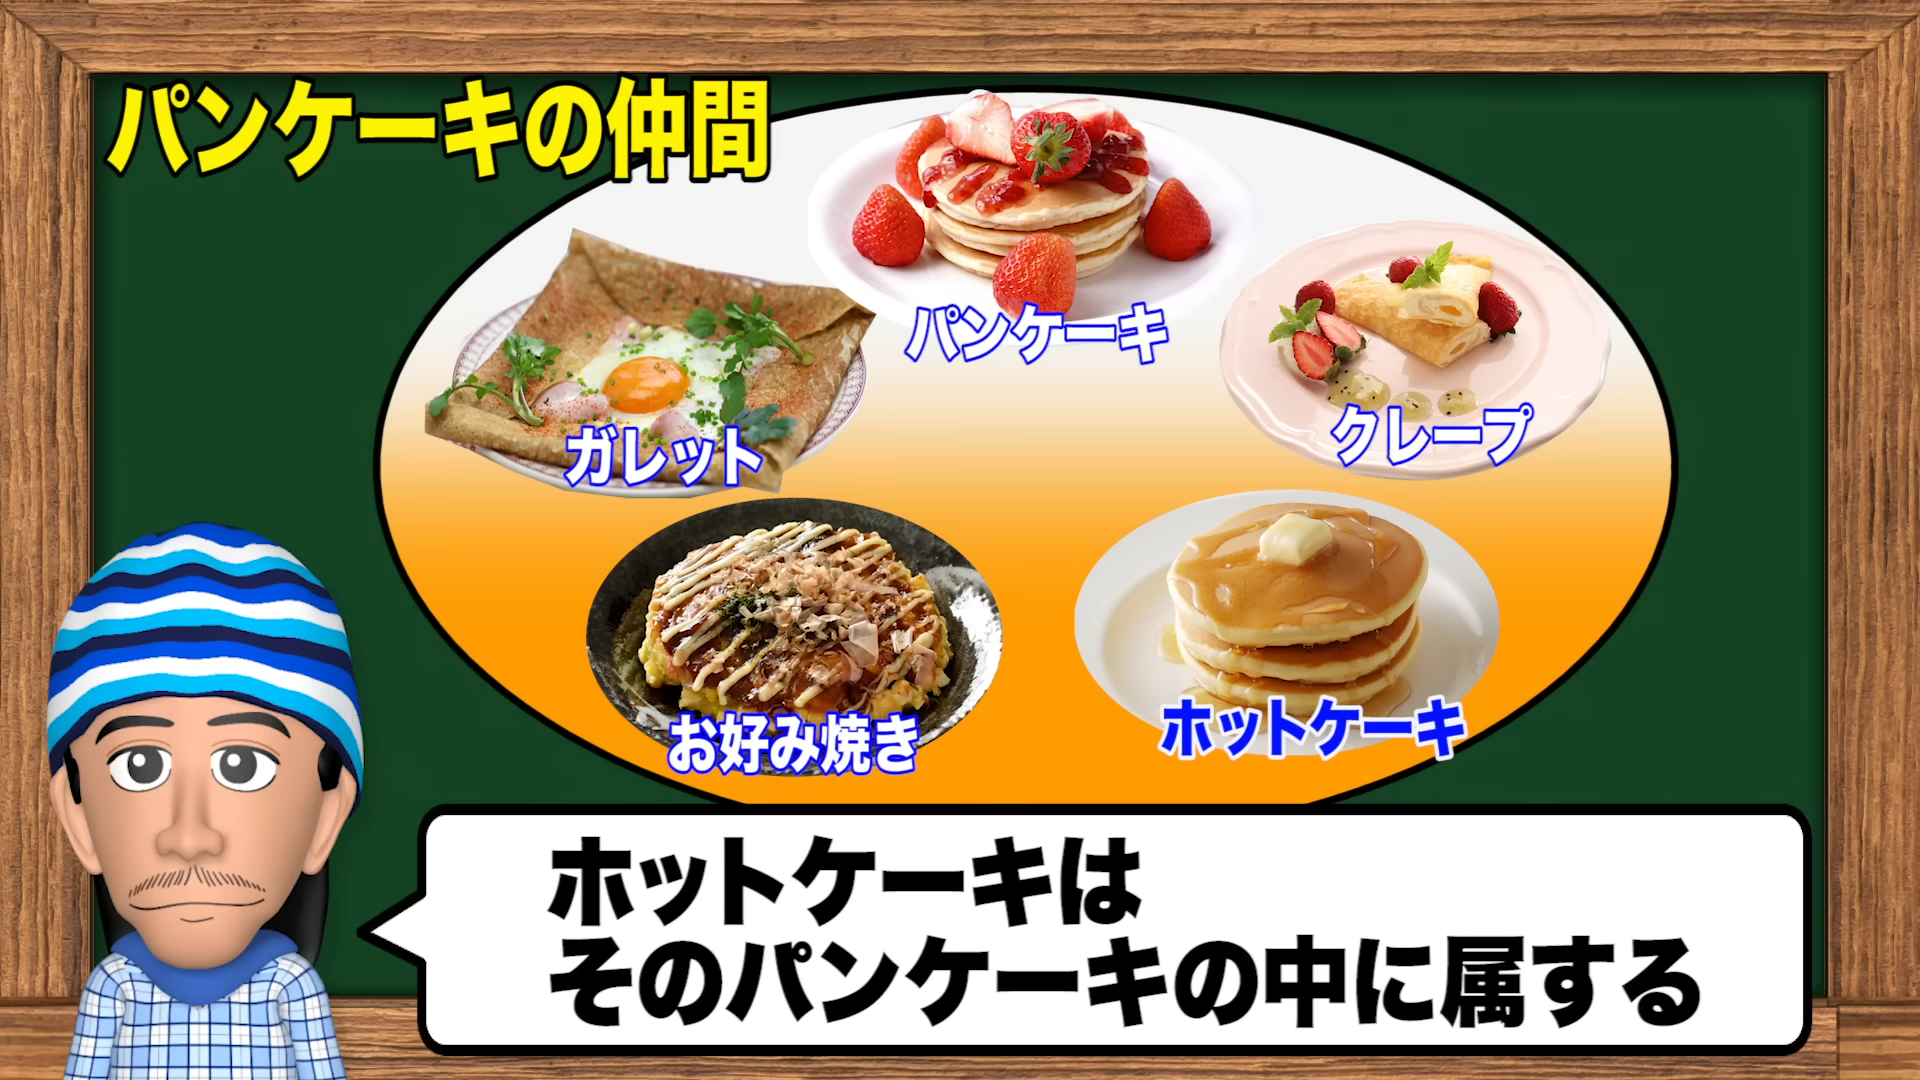 パンケーキの仲間
パンケーキ
ガレット
クレープ
お好み焼き
ホットケーキ
ホットケーキは
そのパンケーキの中に属する